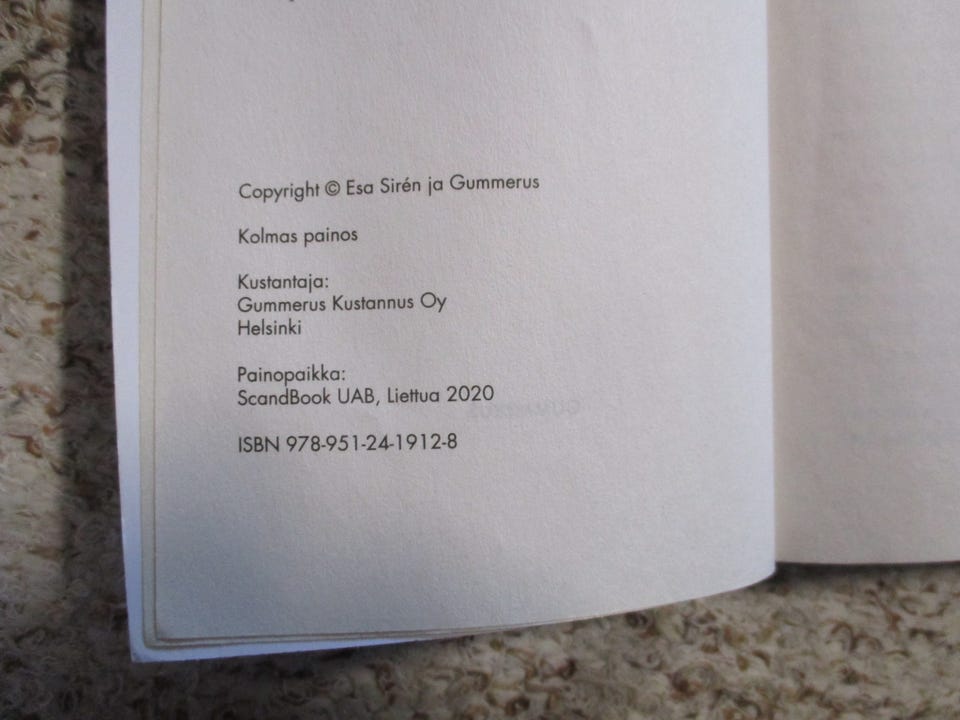 Copyright © Esa Sirén ja Gummerus
Kolmas painos
Kustantaja:
Gummerus Kustannus Oy
Helsinki
Painopaikka:
ScandBook UAB, Liettua 2020
ISBN 978-951-24-1912-8